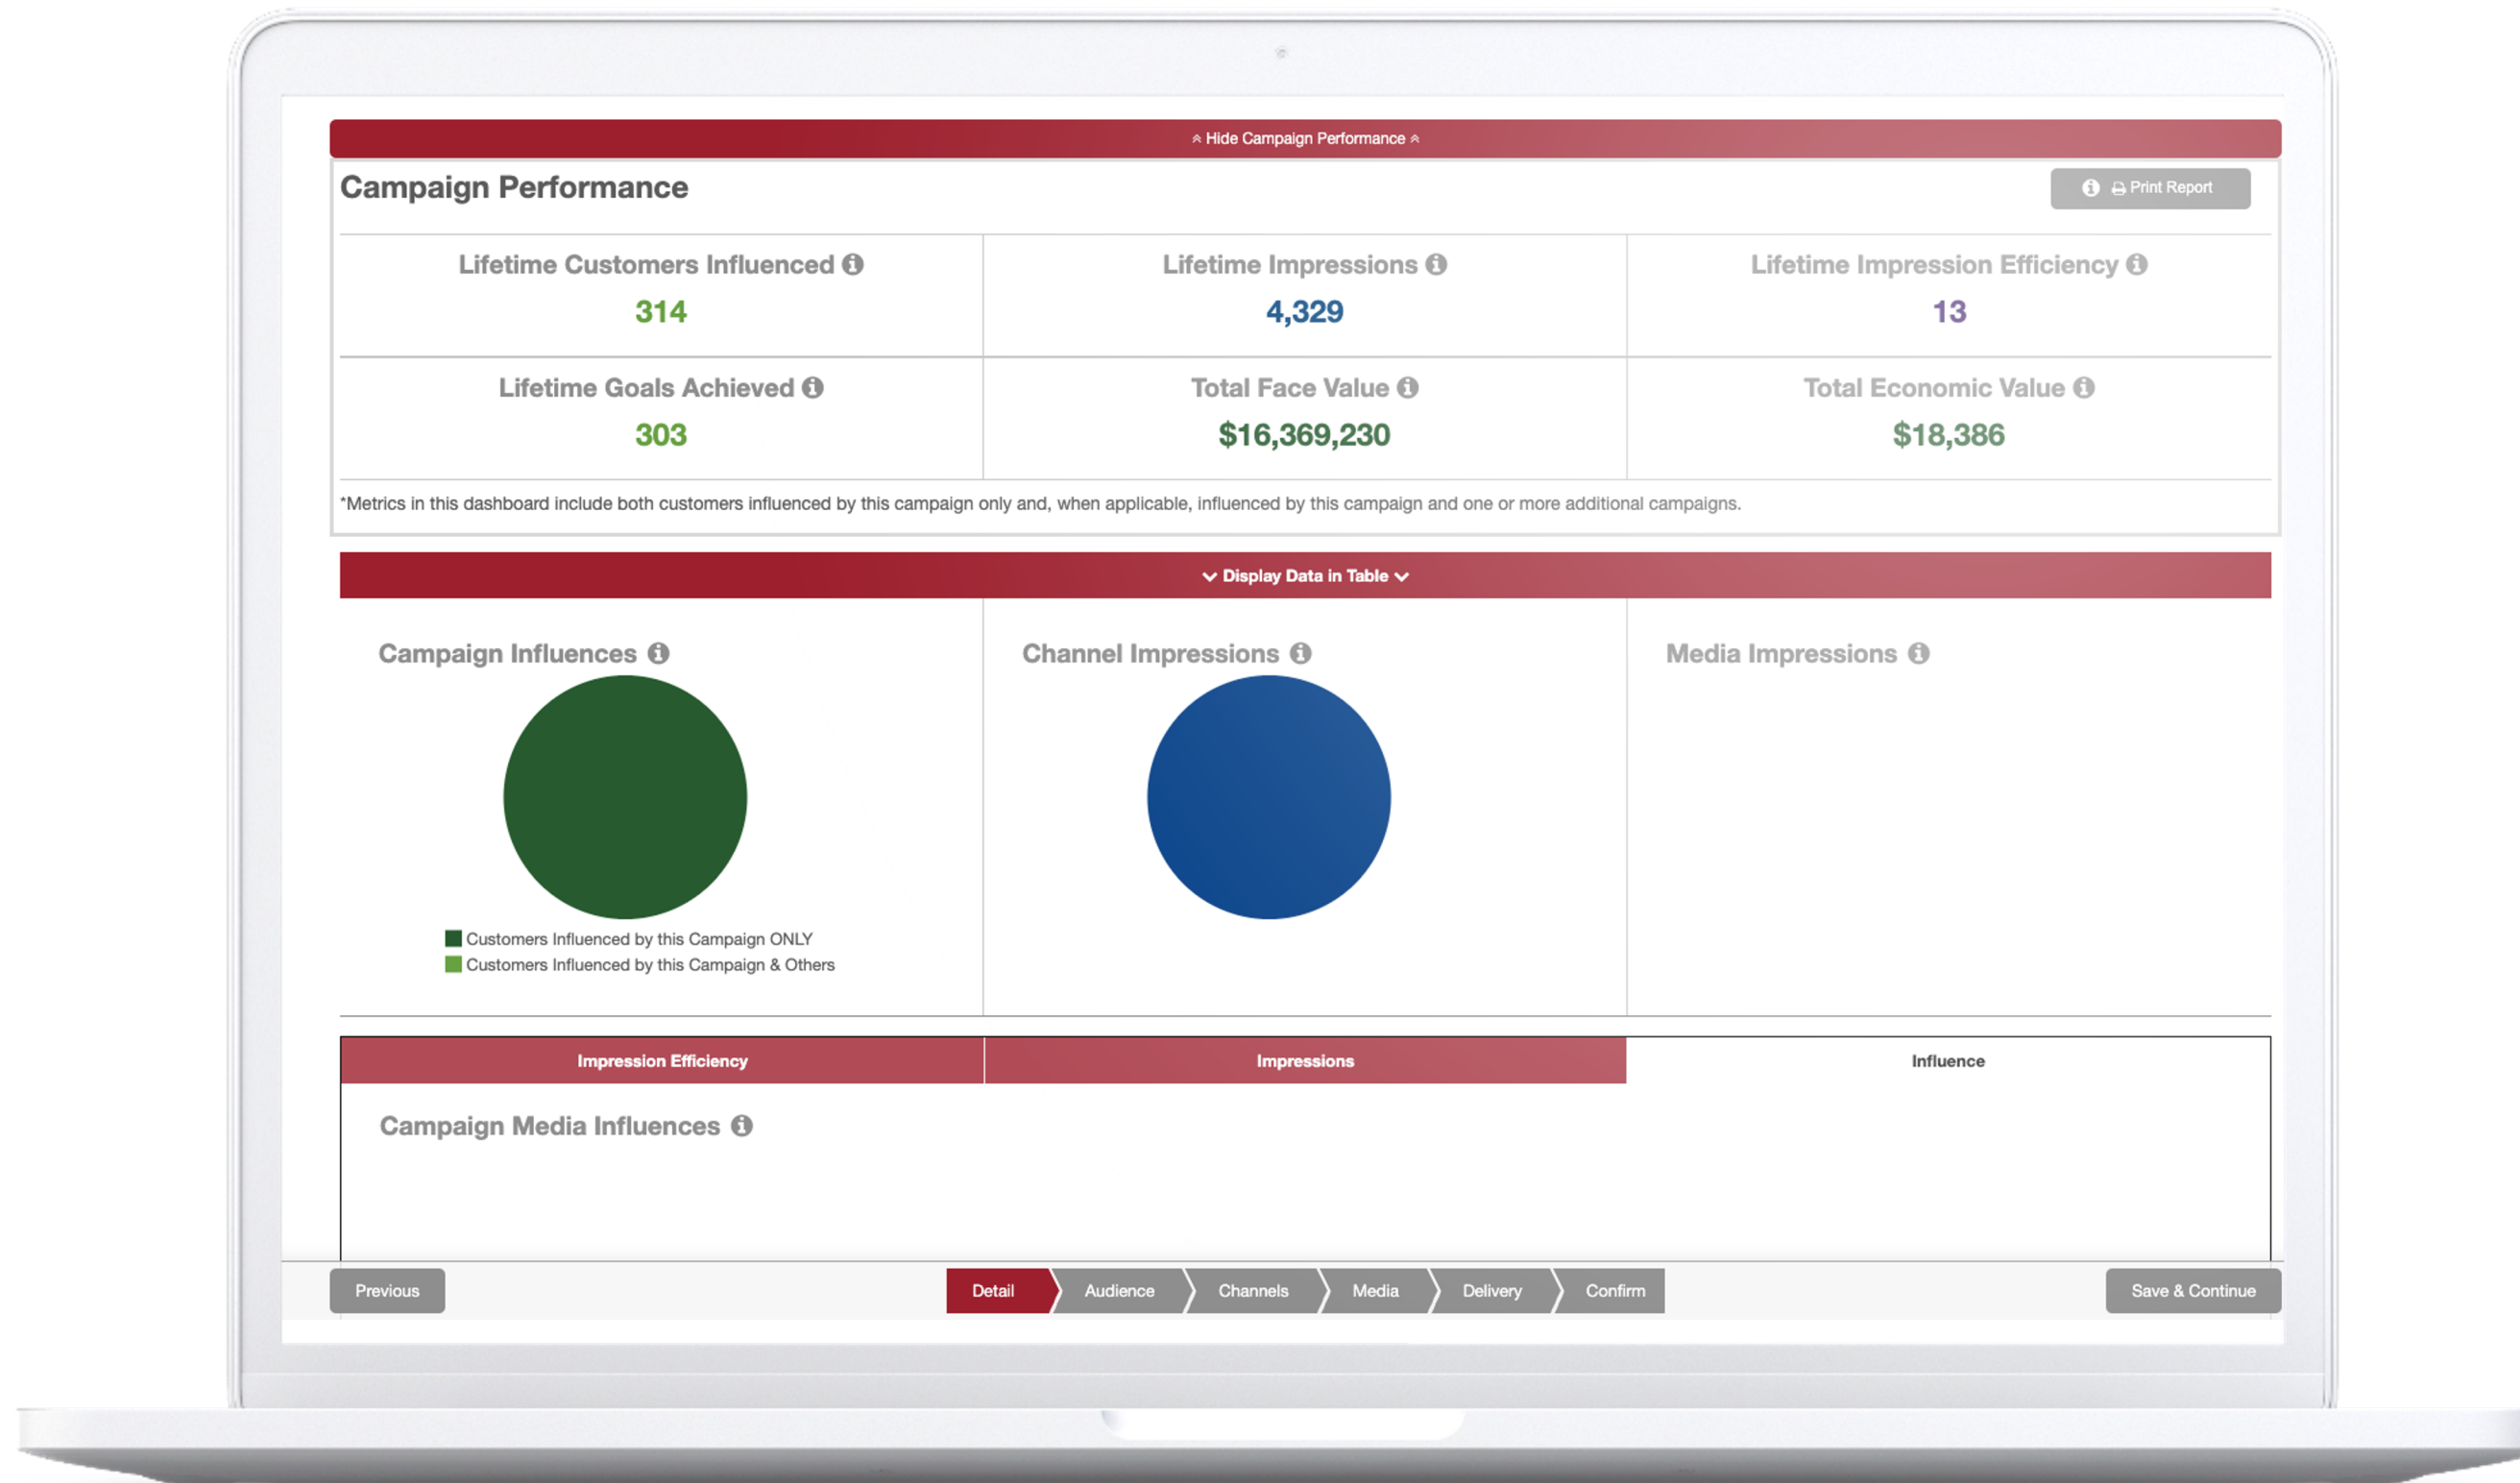 Hide Campaign Performance
Campaign Performance
Print Report
Lifetime Customers Influenced
314
Lifetime Impressions
4,329
Lifetime Impression Efficiency
13
Lifetime Goals Achieved
303
Total Face Value
$16,369,230
Total Economic Value
$18,386
*Metrics in this dashboard include both customers influenced by this campaign only and, when applicable, influenced by this campaign and one or more additional campaigns.
Display Data in Table
Campaign Influences
Customers Influenced by this Campaign ONLY
Customers Influenced by this Campaign & Others
Channel Impressions
Media Impressions
Impression Efficiency
Impressions
Influence
Campaign Media Influences
Previous
Detail
Audience
Channels
Media
Delivery
Confirm
Save & Continue